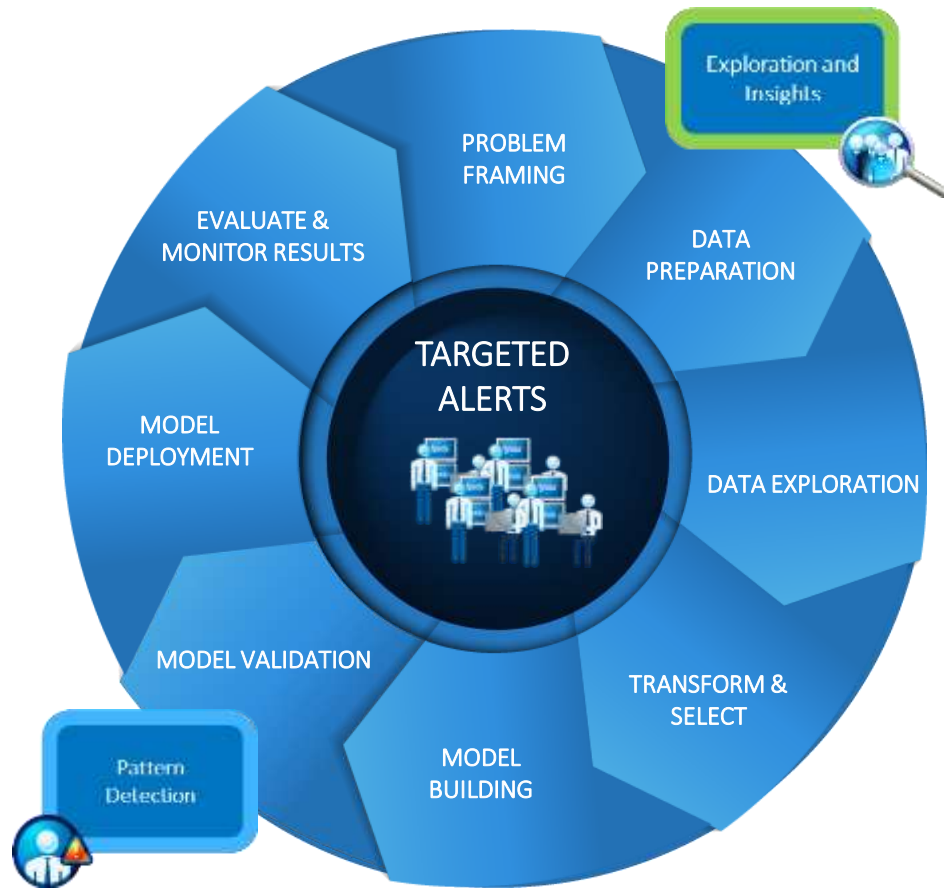 Exploration and
Insights
PROBLEM
FRAMING
DATA
PREPARATION
DATA EXPLORATION
TRANSFORM &
SELECT
MODEL
BUILDING
MODEL VALIDATION
MODEL
DEPLOYMENT
EVALUATE &
MONITOR RESULTS
TARGETED
ALERTS
Pattern
Detection